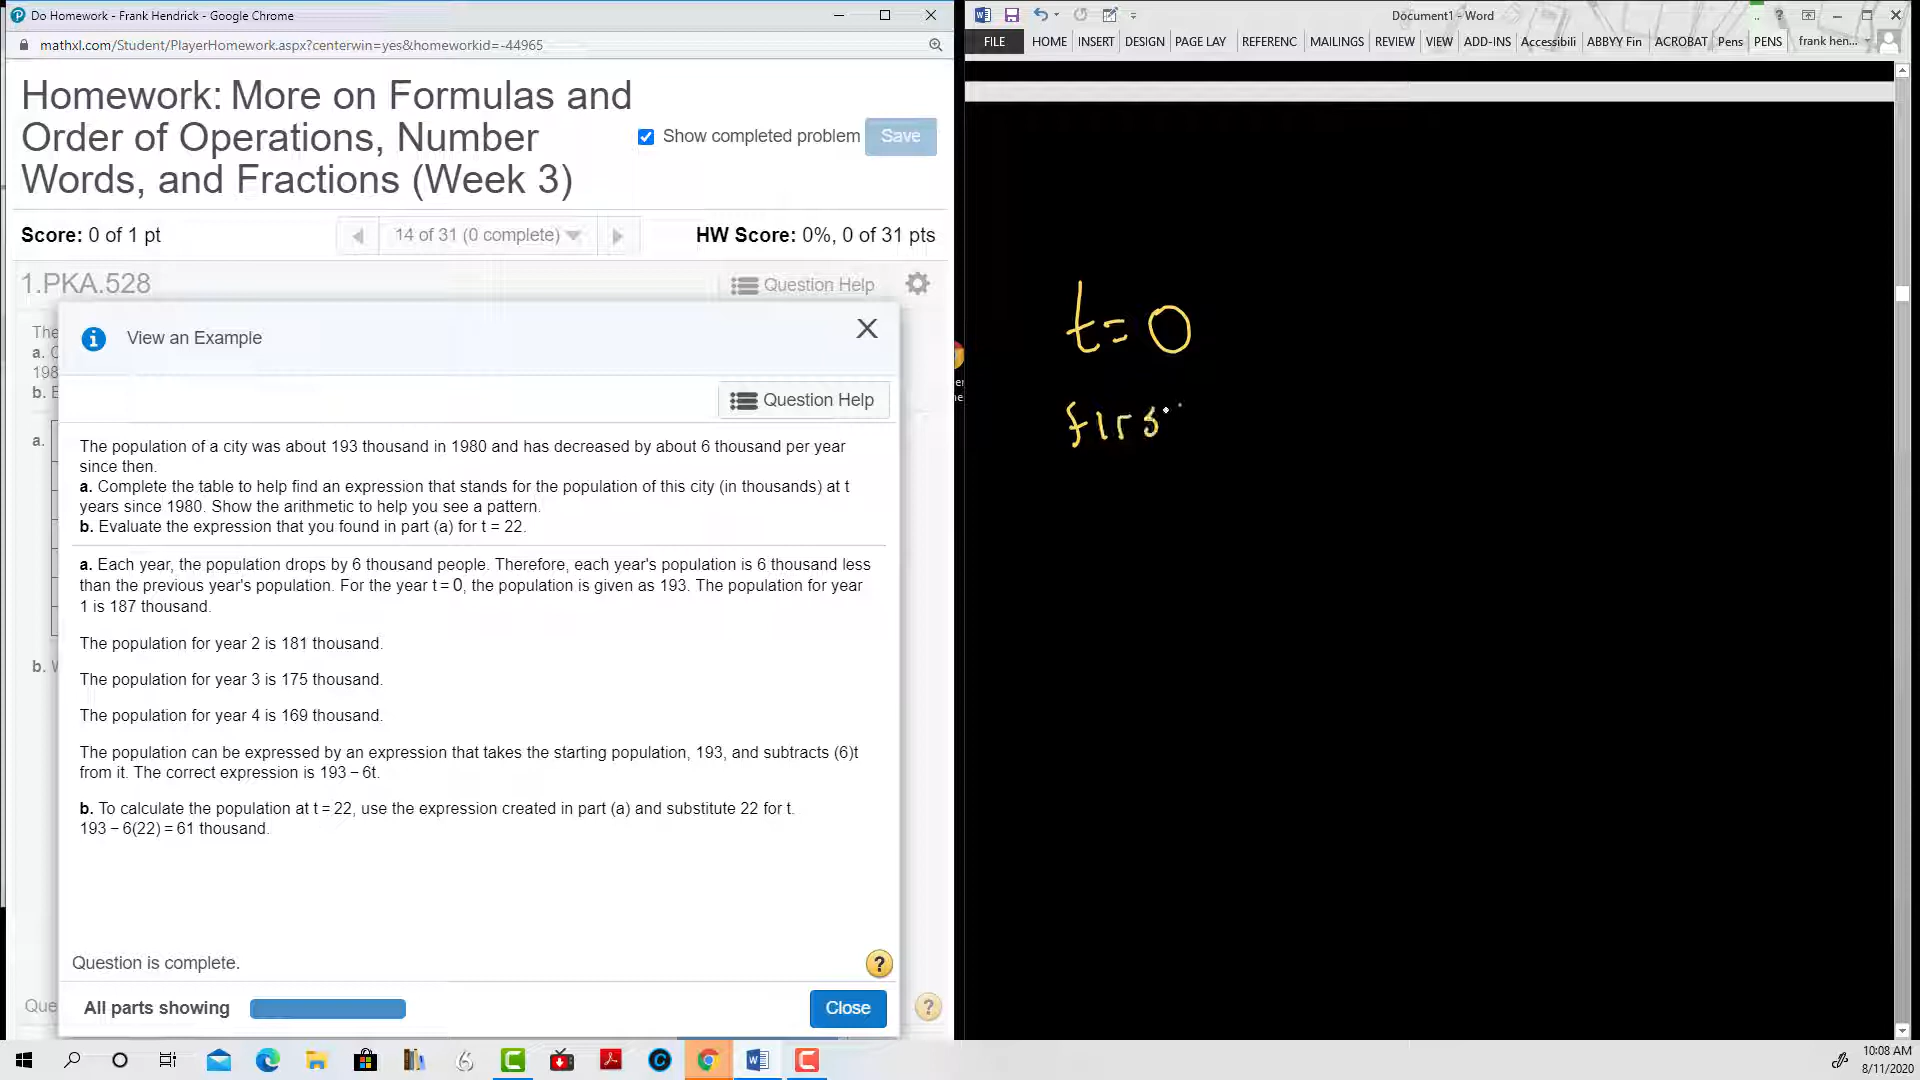 Do Homework - Frank Hendrick - Google Chrome
mathxl.com/Student/PlayerHomework.aspx?centerwin=yes&homeworkid=-44965
Homework: More on Formulas and
Order of Operations, Number
Words, and Fractions (Week 3)
Show completed problem
Save
Score: 0 of 1 pt
14 of 31 (0 complete)
HW Score: 0%, 0 of 31 pts
1.PKA.528
Question Help
The
a. C
198
b. E
a.
b. W
View an Example
Question Help
The population of a city was about 193 thousand in 1980 and has decreased by about 6 thousand per year
since then.
a. Complete the table to help find an expression that stands for the population of this city (in thousands) at t
years since 1980. Show the arithmetic to help you see a pattern.
b. Evaluate the expression that you found in part (a) for t = 22.
a. Each year, the population drops by 6 thousand people. Therefore, each year's population is 6 thousand less
than the previous year's population. For the year t = 0, the population is given as 193. The population for year
1 is 187 thousand.
The population for year 2 is 181 thousand.
The population for year 3 is 175 thousand.
The population for year 4 is 169 thousand.
The population can be expressed by an expression that takes the starting population, 193, and subtracts (6)t
from it. The correct expression is 193 − 6t.
b. To calculate the population at t = 22, use the expression created in part (a) and substitute 22 for t.
193 − 6(22) = 61 thousand.
Question is complete.
?
Que
All parts showing
Close
?
Document1 - Word
FILE HOME INSERT DESIGN PAGE LAY REFERENC MAILINGS REVIEW VIEW ADD-INS Accessibili ABBYY Fin ACROBAT Pens PENS frank hen...
t = 0
firs
10:08 AM
8/11/2020